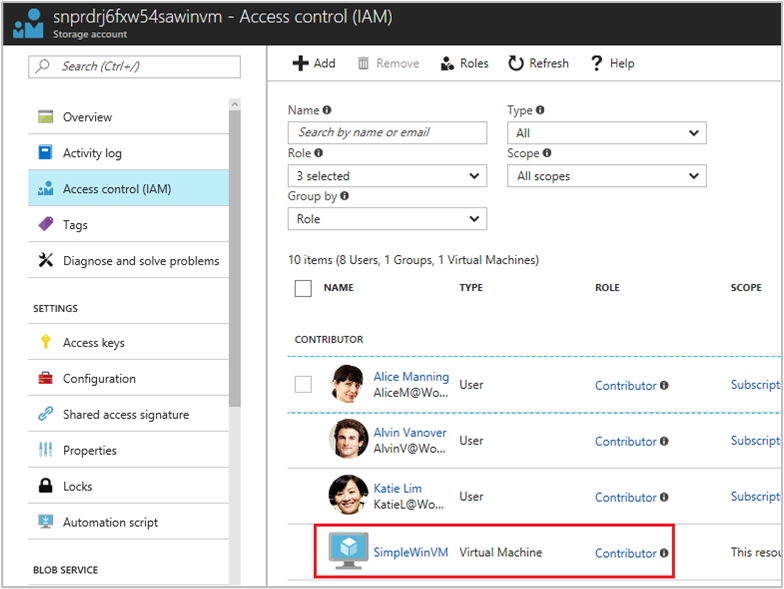 snprdrj6fxw54sawinvm - Access control (IAM)
Storage account
Search (Ctrl+/)
Overview
Activity log
Access control (IAM)
Tags
Diagnose and solve problems
SETTINGS
Access keys
Configuration
Shared access signature
Properties
Locks
Automation script
BLOB SERVICE
Add Remove Roles Refresh Help
Name Type
Search by name or email All
Role Scope
3 selected All scopes
Group by
Role
10 items (8 Users, 1 Groups, 1 Virtual Machines)
NAME TYPE ROLE SCOPE
CONTRIBUTOR
Alice Manning
AliceM@Wo... User Contributor Subscript
Alvin Vanover
AlvinV@Wo... User Contributor Subscript
Katie Lim
KatieL@Wo... User Contributor Subscript
SimpleWinVM Virtual Machine Contributor This resou